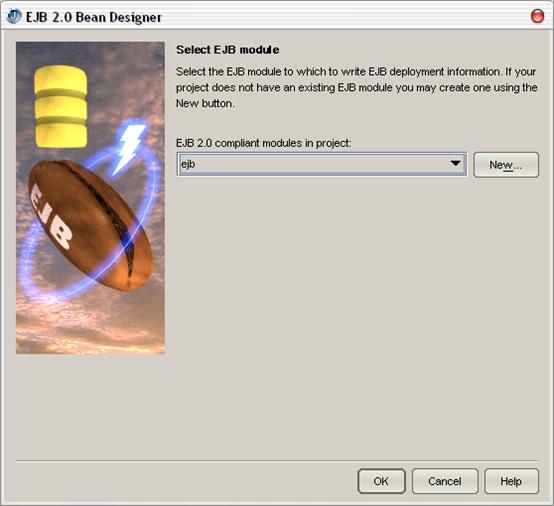 EJB 2.0 Bean Designer
Select EJB module
Select the EJB module to which to write EJB deployment information. If your
project does not have an existing EJB module you may create one using the
New button.
EJB 2.0 compliant modules in project:
ejb
New...
EJB
OK
Cancel
Help